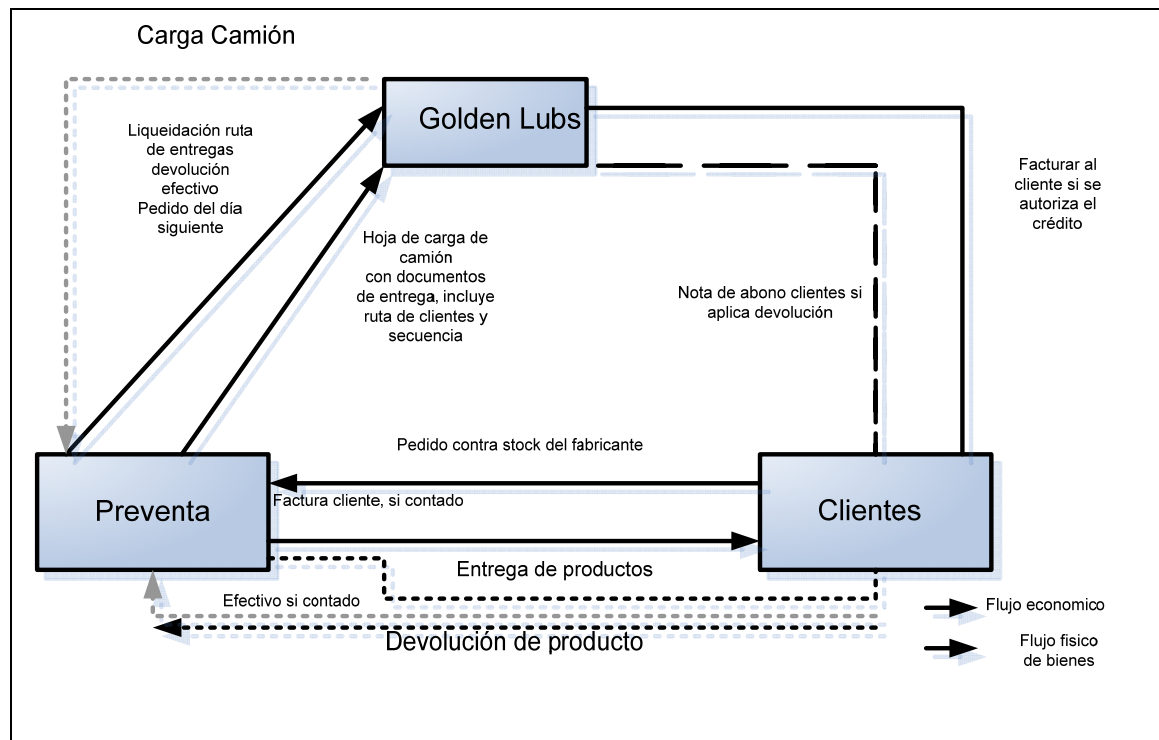 Carga Camión
Golden Lubs
Liqueidación ruta
de entregas
devolución
efectivo
Pedido del día
siguiente
Facturar al
cliente si se
autoriza el
crédito
Hoja de carga de
camión
con documentos
de entrega, incluye
ruta de clientes y
secuencia
Nota de abono clientes si
aplica devolución
Pedido contra stock del fabricante
Preventa
Factura cliente, si contado
Clientes
Entrega de productos
Efectivo si contado
Devolución de producto
Flujo economico
Flujo fisico
de bienes